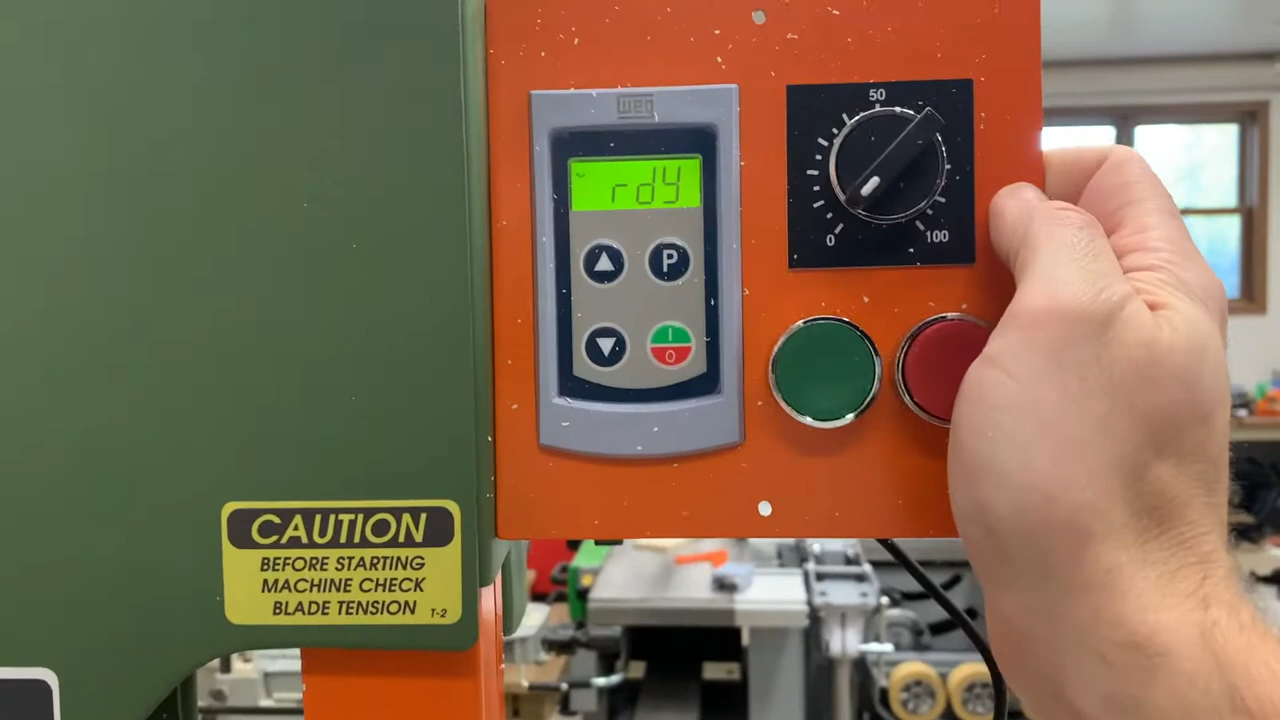 WEG
rdy
P
I
O
50
0
100
CAUTION
BEFORE STARTING
MACHINE CHECK
BLADE TENSION
T-2